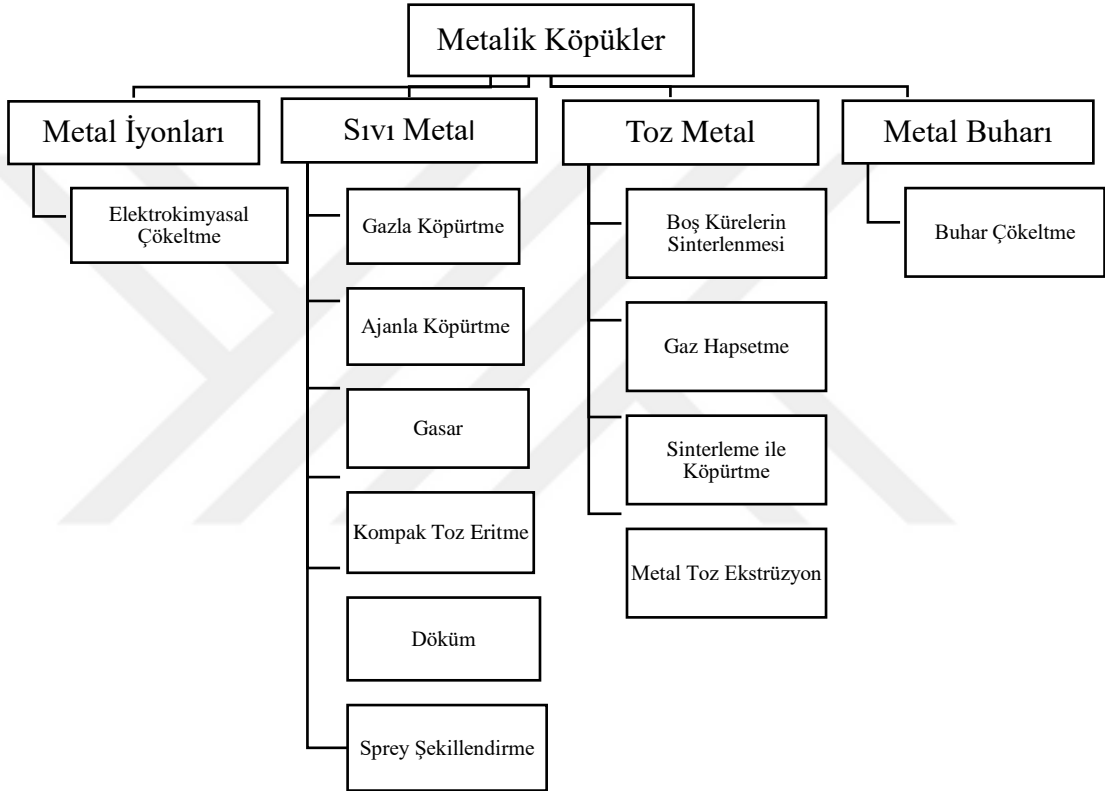 Metalik Köpükler
Metal İyonları
Elektrokimyasal
Çökeltme
Sıvı Metal
Gazla Köpürtme
Ajanla Köpürtme
Gasar
Kompak Toz Eritme
Döküm
Sprey Şekillendirme
Toz Metal
Boş Kürelerin
Sinterlenmesi
Gaz Hapsetme
Sinterleme ile
Köpürtme
Metal Toz Ekstrüzyon
Metal Buharı
Buhar Çökeltme